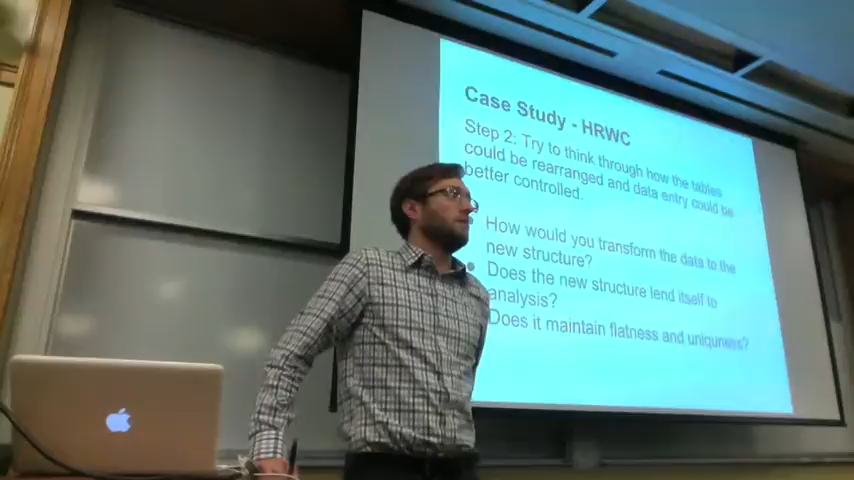 Case Study - HRWC
Step 2: Try to think through how the tables
could be rearranged and data entry could be
better controlled.
How would you transform the data to the
new structure?
Does the new structure lend itself to
analysis?
Does it maintain flatness and uniqueness?